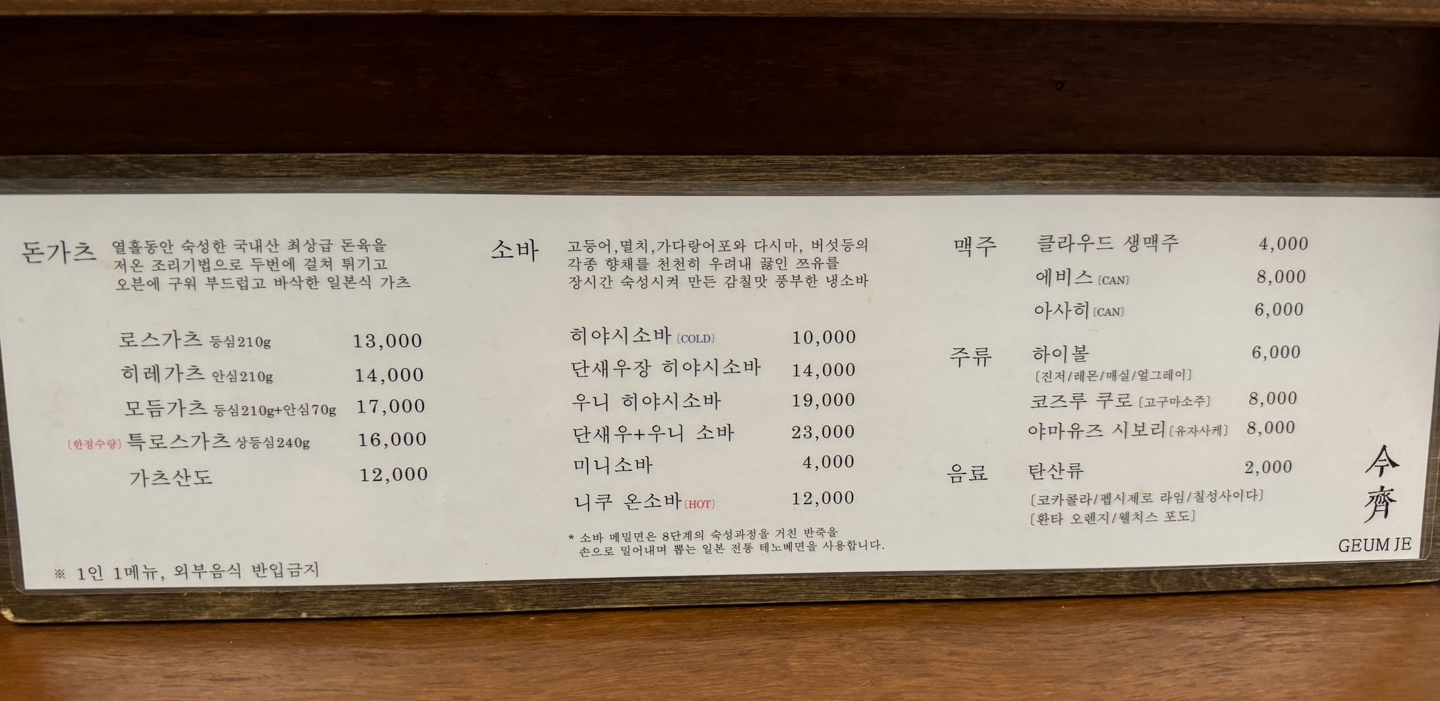 돈가츠
열흘동안 숙성한 국내산 최상급 돈육을
저온 조리기법으로 두번에 걸쳐 튀기고
오븐에 구워 부드럽고 바삭한 일본식 가츠
로스가츠 등심210g 13,000
히레가츠 안심210g 14,000
모듬가츠 등심210g+안심70g 17,000
[한정수량] 특로스가츠 상등심240g 16,000
가츠산도 12,000
※ 1인 1메뉴, 외부음식 반입금지
소바
고등어,멸치,가다랑어포와 다시마, 버섯등의
각종 향채를 천천히 우려내 끓인 쯔유를
장시간 숙성시켜 만든 감칠맛 풍부한 냉소바
히야시소바 [COLD] 10,000
단새우장 히야시소바 14,000
우니 히야시소바 19,000
단새우+우니 소바 23,000
미니소바 4,000
니쿠 온소바 [HOT] 12,000
* 소바 메밀면은 8단계의 숙성과정을 거친 반죽을
손으로 밀어내며 뽑는 일본 전통 테노베면을 사용합니다.
맥주
클라우드 생맥주 4,000
에비스 [CAN] 8,000
아사히 [CAN] 6,000
주류
하이볼 6,000
[진저/레몬/매실/얼그레이]
코즈루 쿠로 [고구마소주] 8,000
야마유즈 시보리 [유자사케] 8,000
음료
탄산류 2,000
[코카콜라/펩시제로 라임/칠성사이다]
[환타 오렌지/웰치스 포도]
今
齊
GEUM JE